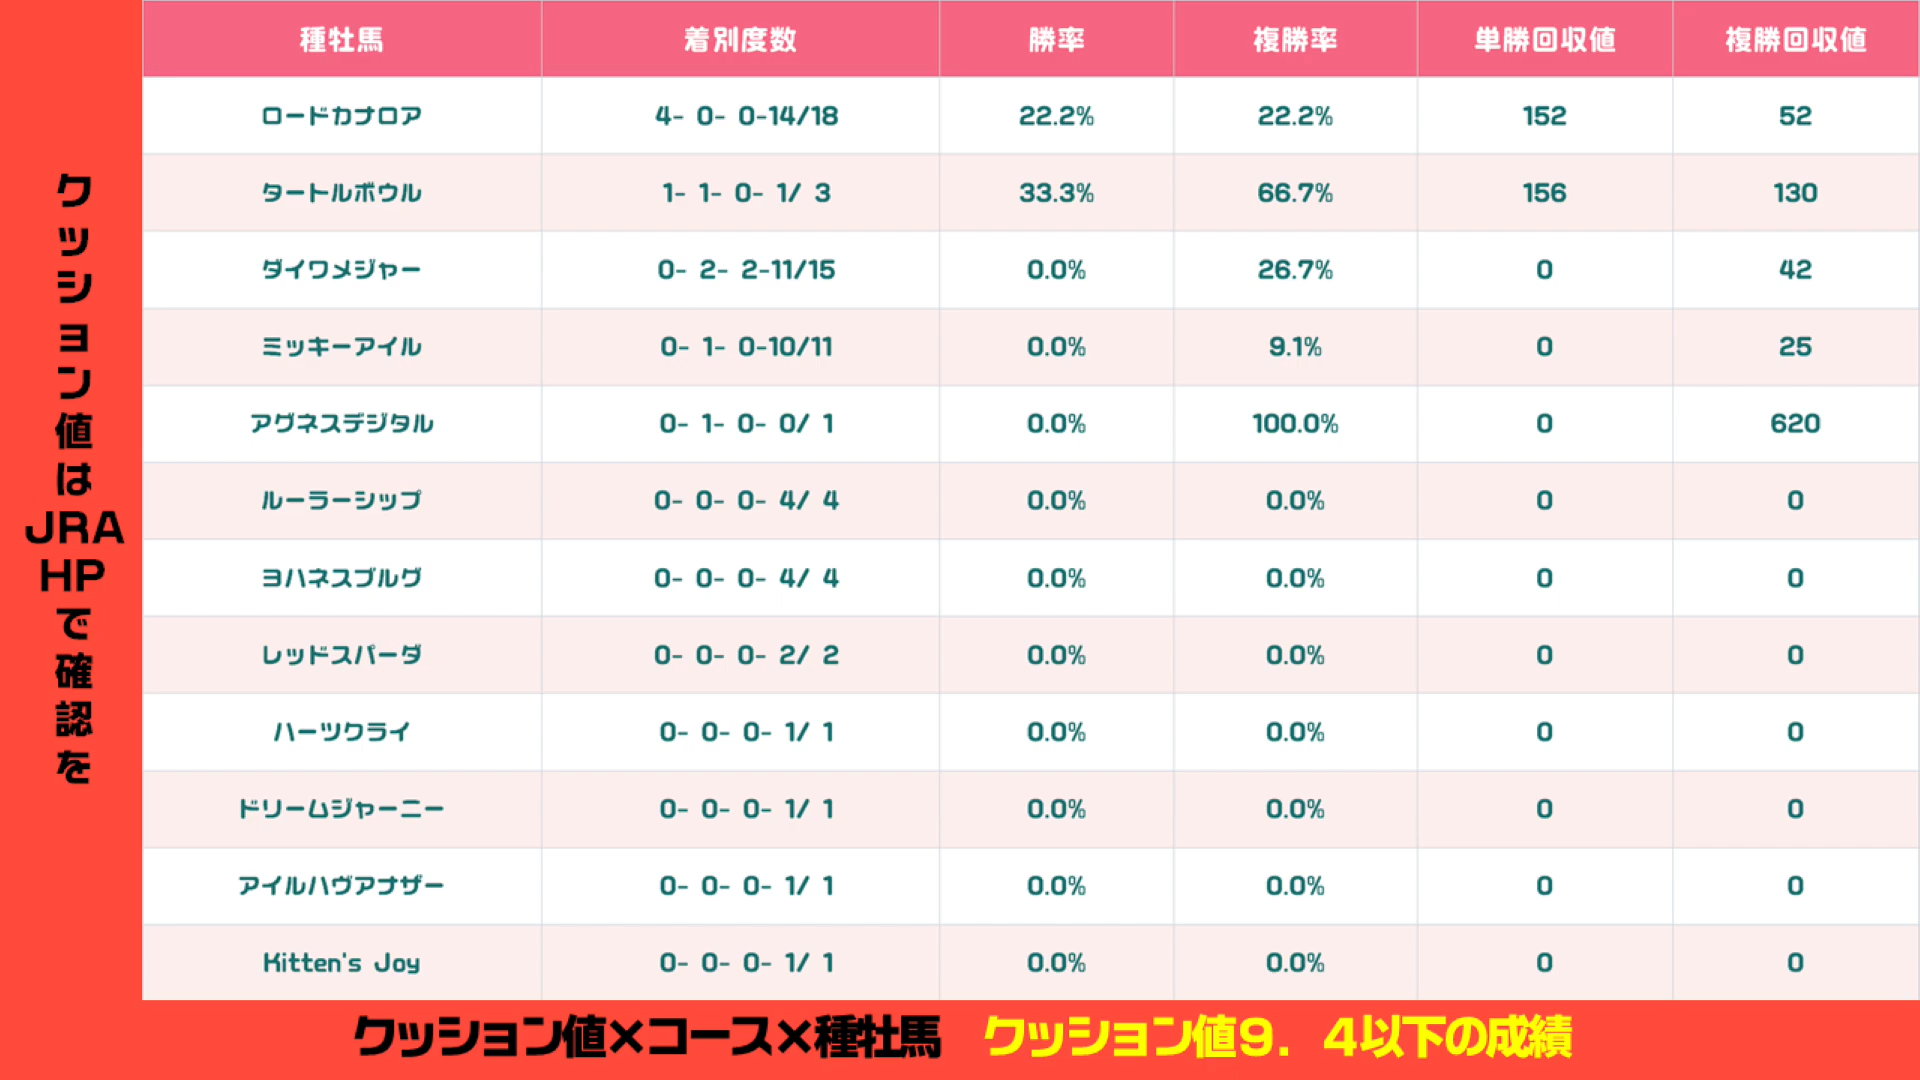 クッション値はJRAHPで確認を
種牡馬 着別度数 勝率 複勝率 単勝回収値 複勝回収値
ロードカナロア 4- 0- 0-14/18 22.2% 22.2% 152 52
タートルボウル 1- 1- 0- 1/ 3 33.3% 66.7% 156 130
ダイワメジャー 0- 2- 2-11/15 0.0% 26.7% 0 42
ミッキーアイル 0- 1- 0-10/11 0.0% 9.1% 0 25
アグネスデジタル 0- 1- 0- 0/ 1 0.0% 100.0% 0 620
ルーラーシップ 0- 0- 0- 4/ 4 0.0% 0.0% 0 0
ヨハネスブルグ 0- 0- 0- 4/ 4 0.0% 0.0% 0 0
レッドスパーダ 0- 0- 0- 2/ 2 0.0% 0.0% 0 0
ハーツクライ 0- 0- 0- 1/ 1 0.0% 0.0% 0 0
ドリームジャーニー 0- 0- 0- 1/ 1 0.0% 0.0% 0 0
アイルハヴアナザー 0- 0- 0- 1/ 1 0.0% 0.0% 0 0
Kitten's Joy 0- 0- 0- 1/ 1 0.0% 0.0% 0 0
クッション値×コース×種牡馬 クッション値9．4以下の成績